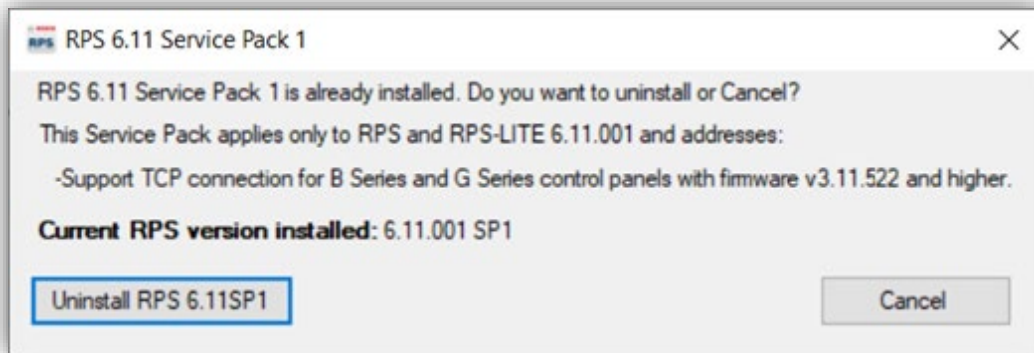 RPS RPS 6.11 Service Pack 1
RPS 6.11 Service Pack 1 is already installed. Do you want to uninstall or Cancel?
This Service Pack applies only to RPS and RPS-LITE 6.11.001 and addresses:
-Support TCP connection for B Series and G Series control panels with firmware v3.11.522 and higher.
Current RPS version installed: 6.11.001 SP1
Uninstall RPS 6.11SP1 Cancel